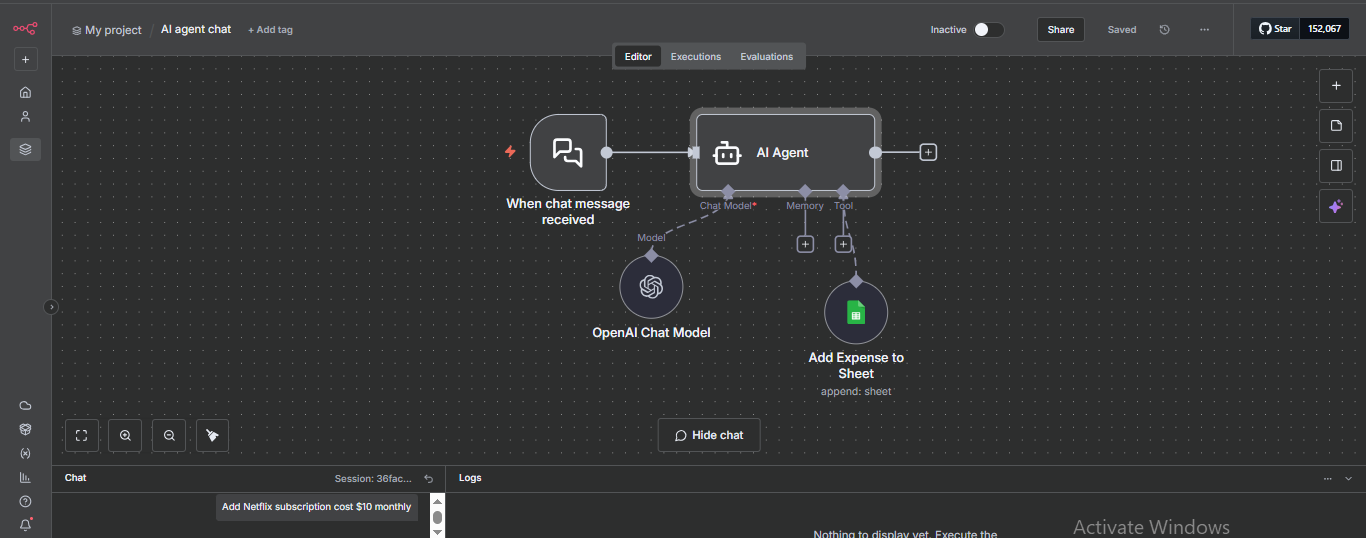 My project / AI agent chat + Add tag
Inactive
Share
Saved
Star 152,067
Editor Executions Evaluations
AI Agent
When chat message
received
Chat Model*
Memory
Tool
Model
OpenAI Chat Model
Add Expense to
Sheet
append: sheet
Hide chat
Chat
Session: 36fac...
Logs
Add Netflix subscription cost $10 monthly
Nothing to display yet. Execute the
Activate Windows